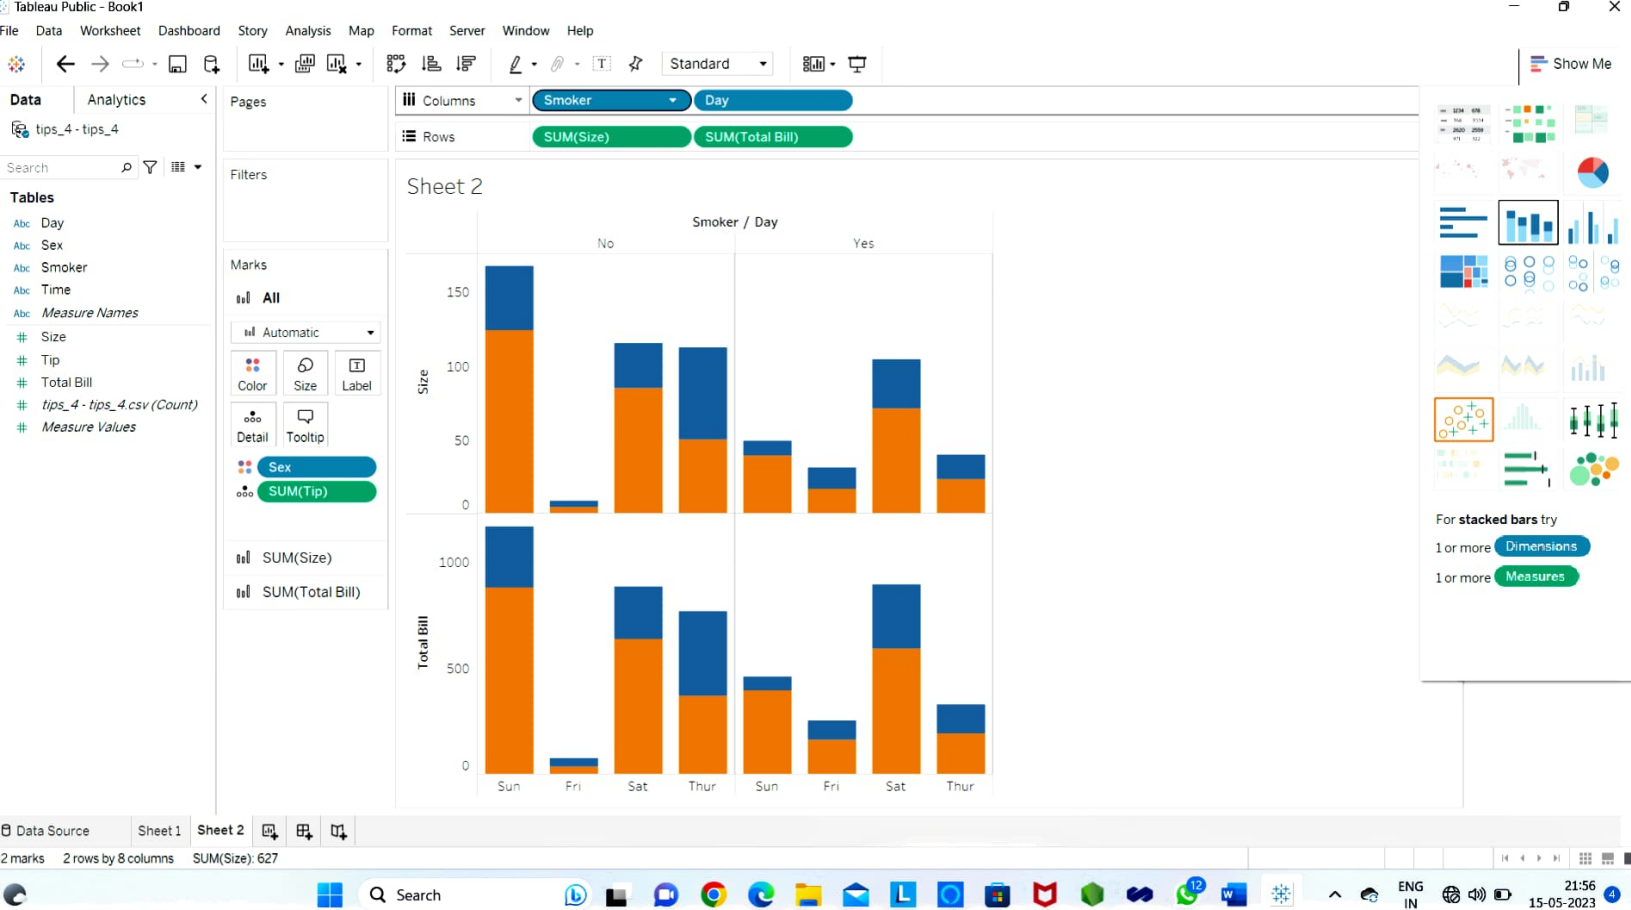 Tableau Public - Book1
File Data Worksheet Dashboard Story Analysis Map Format Server Window Help
Standard
Show Me
Data Analytics
tips_4 - tips_4
Search
Tables
Abc Day
Abc Sex
Abc Smoker
Abc Time
Abc Measure Names
# Size
# Tip
# Total Bill
# tips_4 - tips_4.csv (Count)
# Measure Values
Pages
Filters
Marks
All
Automatic
Color Size Label
Detail Tooltip
Sex
SUM(Tip)
SUM(Size)
SUM(Total Bill)
Columns Smoker Day
Rows SUM(Size) SUM(Total Bill)
Sheet 2
Smoker / Day
No Yes
Size
150
100
50
0
Total Bill
1000
500
0
Sun Fri Sat Thur Sun Fri Sat Thur
For stacked bars try
1 or more Dimensions
1 or more Measures
Data Source Sheet 1 Sheet 2
2 marks 2 rows by 8 columns SUM(Size): 627
Search
12
ENG
IN
21:56
15-05-2023
4